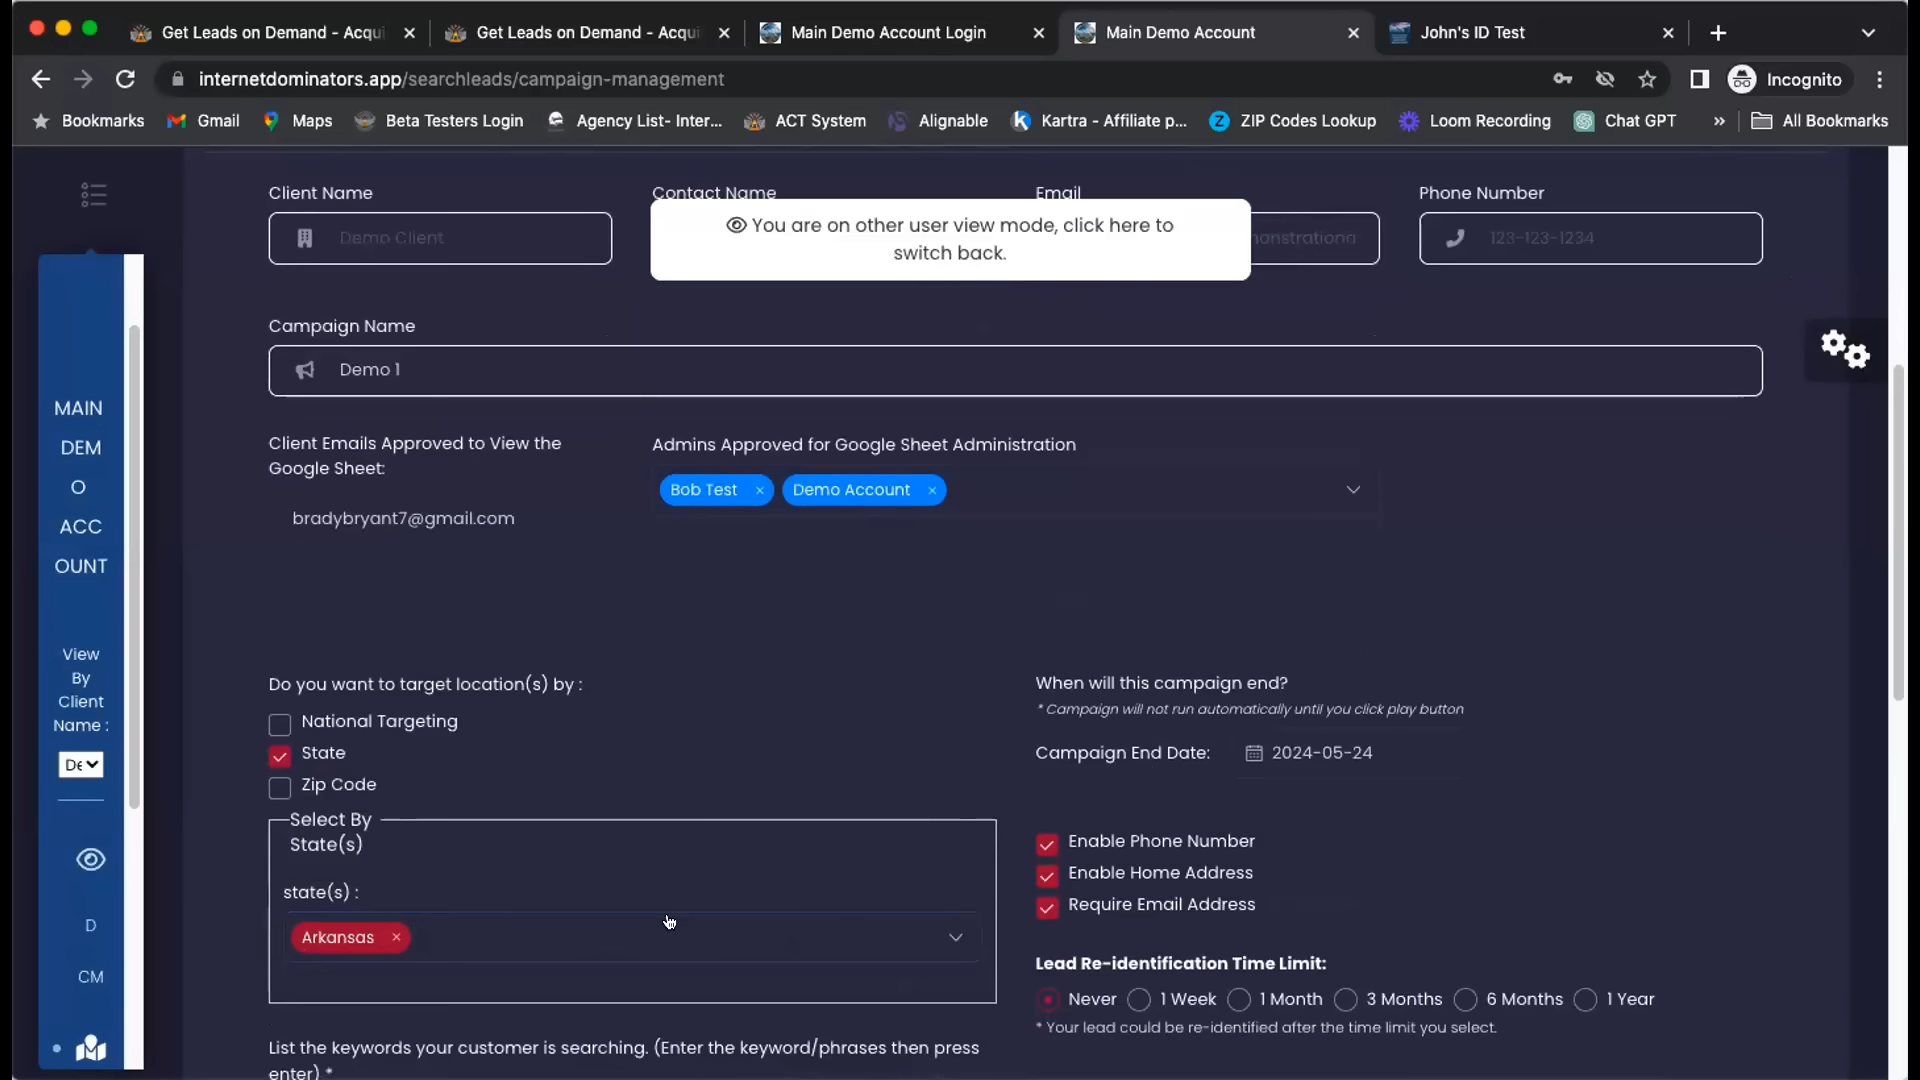 Get Leads on Demand - Acqui
Get Leads on Demand - Acqui
Main Demo Account Login
Main Demo Account
John's ID Test
internetdominators.app/searchleads/campaign-management
Incognito
Bookmarks
Gmail
Maps
Beta Testers Login
Agency List- Inter...
ACT System
Alignable
Kartra - Affiliate p...
ZIP Codes Lookup
Loom Recording
Chat GPT
»
All Bookmarks
Client Name
Contact Name
Email
Phone Number
Demo Client
You are on other user view mode, click here to
switch back.
123-123-1234
Campaign Name
Demo 1
Client Emails Approved to View the
Google Sheet:
bradybryant7@gmail.com
Admins Approved for Google Sheet Administration
Bob Test ×
Demo Account ×
MAIN
DEM
O
ACC
OUNT
View
By
Client
Name :
De
D
CM
Do you want to target location(s) by :
National Targeting
State
Zip Code
Select By
State(s)
state(s) :
Arkansas ×
List the keywords your customer is searching. (Enter the keyword/phrases then press
enter) *
When will this campaign end?
* Campaign will not run automatically until you click play button
Campaign End Date:
2024-05-24
Enable Phone Number
Enable Home Address
Require Email Address
Lead Re-identification Time Limit:
Never
1 Week
1 Month
3 Months
6 Months
1 Year
* Your lead could be re-identified after the time limit you select.